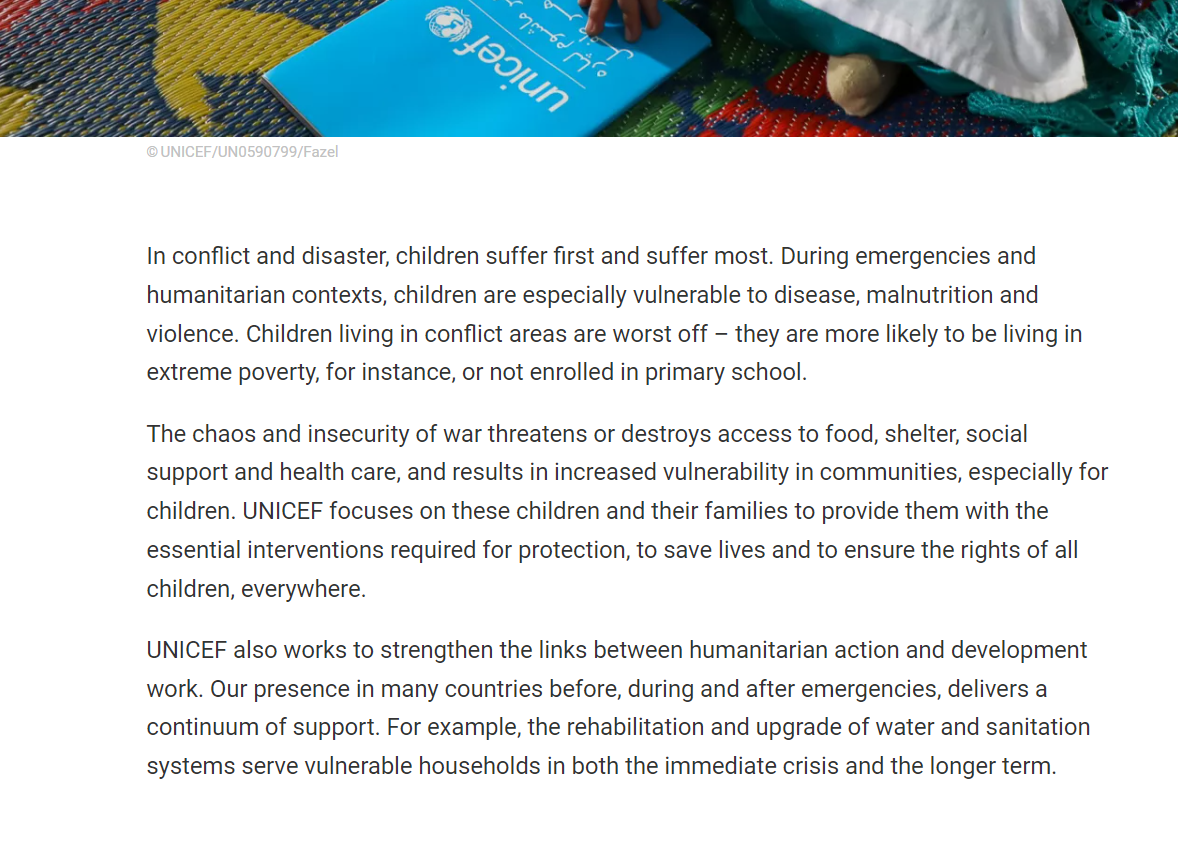 unicef
© UNICEF/UN0590799/Fazel
In conflict and disaster, children suffer first and suffer most. During emergencies and
humanitarian contexts, children are especially vulnerable to disease, malnutrition and
violence. Children living in conflict areas are worst off – they are more likely to be living in
extreme poverty, for instance, or not enrolled in primary school.
The chaos and insecurity of war threatens or destroys access to food, shelter, social
support and health care, and results in increased vulnerability in communities, especially for
children. UNICEF focuses on these children and their families to provide them with the
essential interventions required for protection, to save lives and to ensure the rights of all
children, everywhere.
UNICEF also works to strengthen the links between humanitarian action and development
work. Our presence in many countries before, during and after emergencies, delivers a
continuum of support. For example, the rehabilitation and upgrade of water and sanitation
systems serve vulnerable households in both the immediate crisis and the longer term.